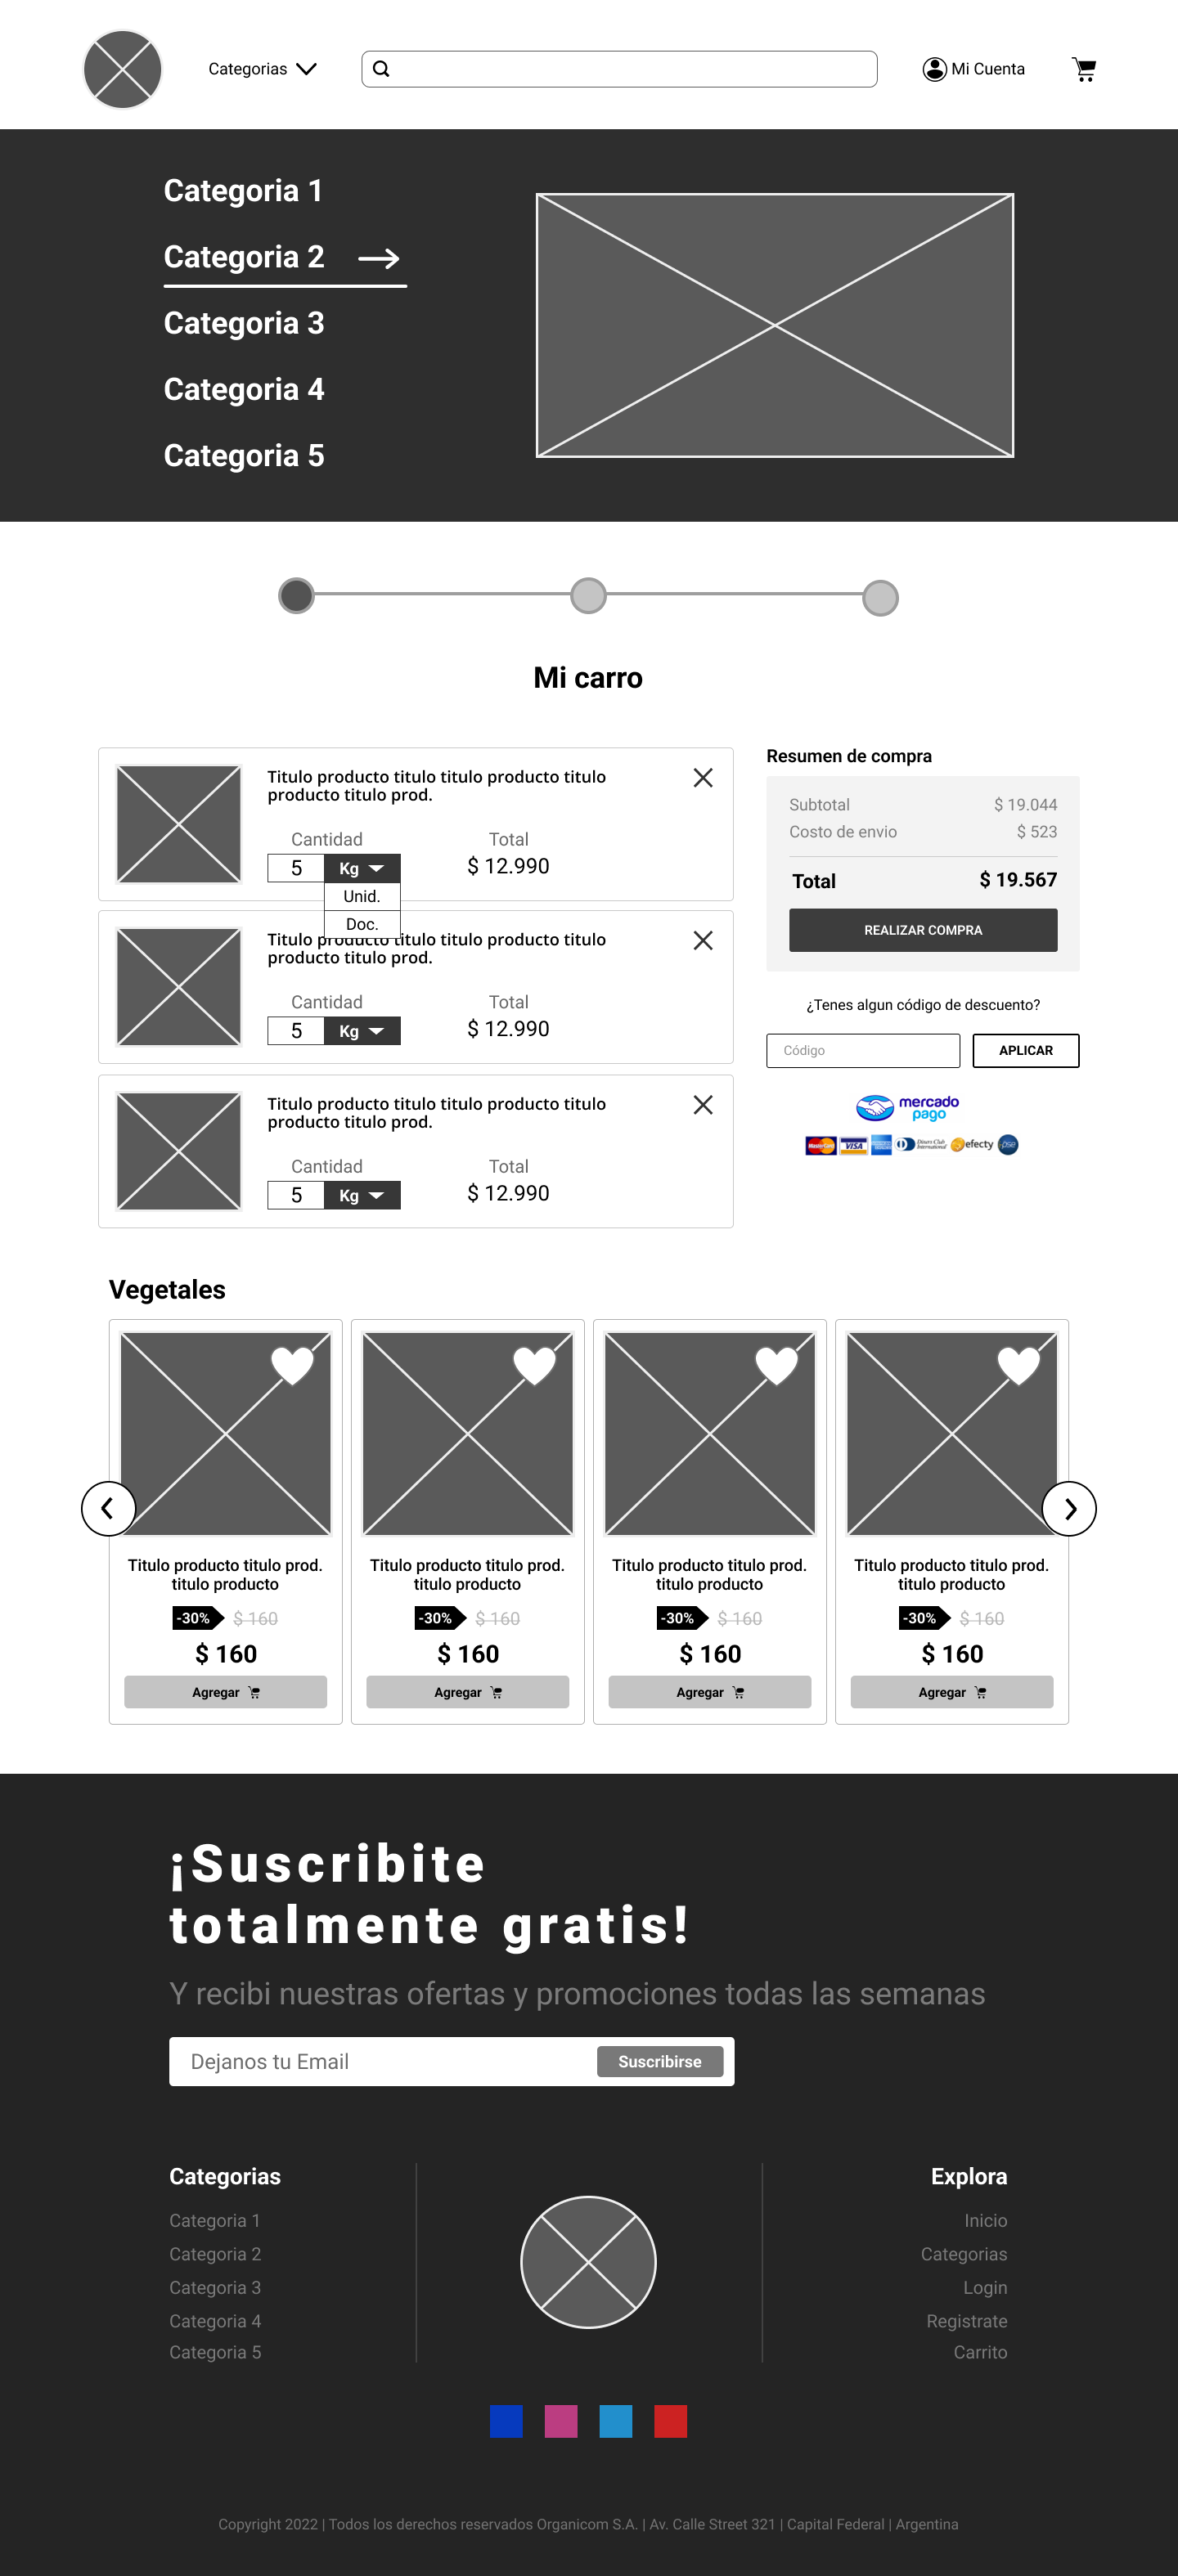 Categorias
Mi Cuenta
Categoria 1
Categoria 2
Categoria 3
Categoria 4
Categoria 5
Mi carro
Titulo producto titulo titulo producto titulo
producto titulo prod.
Cantidad
Total
5
Kg
$ 12.990
Unid.
Doc.
Titulo producto titulo titulo producto titulo
producto titulo prod.
Cantidad
Total
5
Kg
$ 12.990
Titulo producto titulo titulo producto titulo
producto titulo prod.
Cantidad
Total
5
Kg
$ 12.990
Resumen de compra
Subtotal
$ 19.044
Costo de envio
$ 523
Total
$ 19.567
REALIZAR COMPRA
¿Tenes algun código de descuento?
Código
APLICAR
mercado
pago
MasterCard
VISA
Diners Club
International
efecty
pse
Vegetales
Titulo producto titulo prod.
titulo producto
-30%
$ 160
$ 160
Agregar
Titulo producto titulo prod.
titulo producto
-30%
$ 160
$ 160
Agregar
Titulo producto titulo prod.
titulo producto
-30%
$ 160
$ 160
Agregar
Titulo producto titulo prod.
titulo producto
-30%
$ 160
$ 160
Agregar
¡Suscribite
totalmente gratis!
Y recibi nuestras ofertas y promociones todas las semanas
Dejanos tu Email
Suscribirse
Categorias
Categoria 1
Categoria 2
Categoria 3
Categoria 4
Categoria 5
Explora
Inicio
Categorias
Login
Registrate
Carrito
Copyright 2022 | Todos los derechos reservados Organicom S.A. | Av. Calle Street 321 | Capital Federal | Argentina